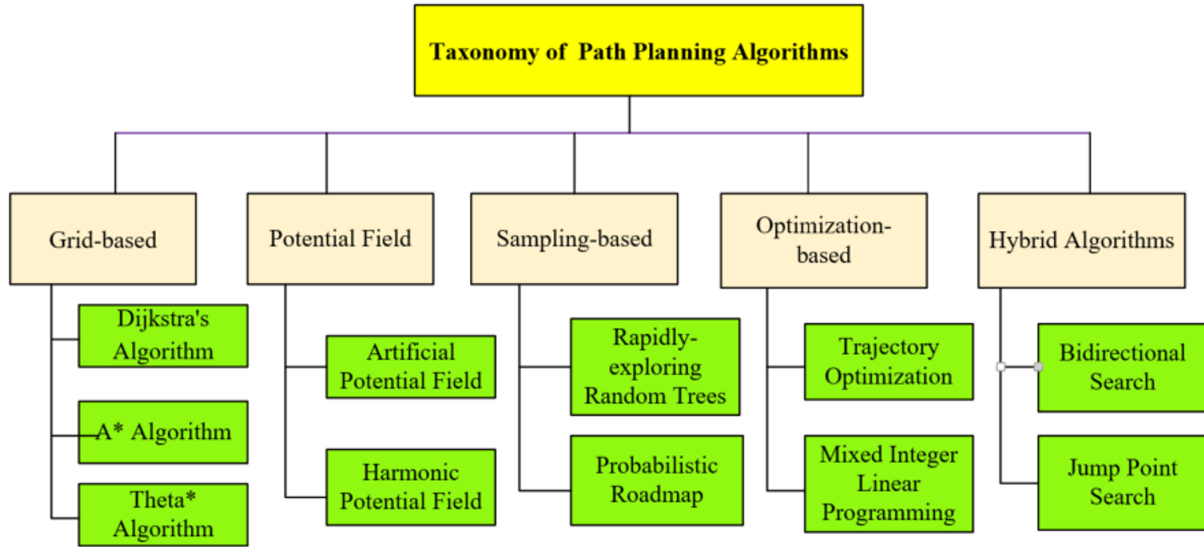 Taxonomy of Path Planning Algorithms
Grid-based
Potential Field
Sampling-based
Optimization-
based
Hybrid Algorithms
Dijkstra's
Algorithm
A* Algorithm
Theta*
Algorithm
Artificial
Potential Field
Harmonic
Potential Field
Rapidly-
exploring
Random Trees
Probabilistic
Roadmap
Trajectory
Optimization
Mixed Integer
Linear
Programming
Bidirectional
Search
Jump Point
Search